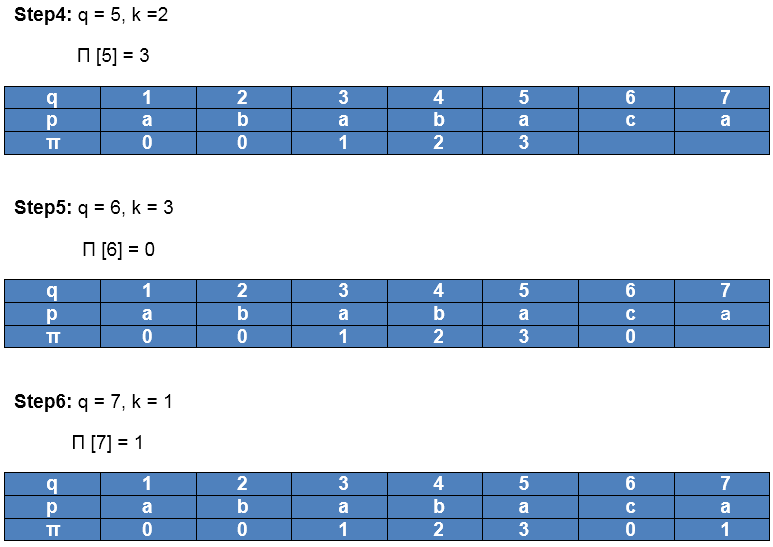 Step4: q = 5, k =2
Π [5] = 3
q 1 2 3 4 5 6 7
p a b a b a c a
π 0 0 1 2 3
Step5: q = 6, k = 3
Π [6] = 0
q 1 2 3 4 5 6 7
p a b a b a c a
π 0 0 1 2 3 0
Step6: q = 7, k = 1
Π [7] = 1
q 1 2 3 4 5 6 7
p a b a b a c a
π 0 0 1 2 3 0 1